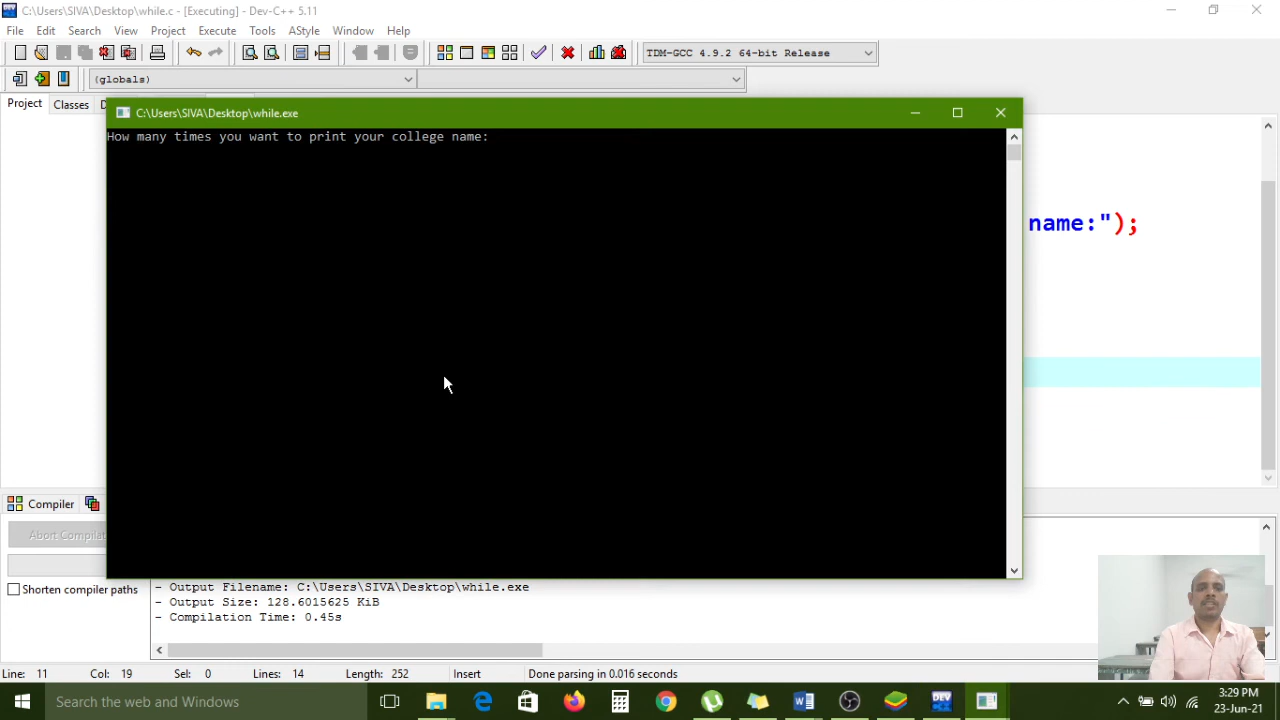 C:\Users\SIVA\Desktop\while.c - [Executing] - Dev-C++ 5.11
File Edit Search View Project Execute Tools AStyle Window Help
TDM-GCC 4.9.2 64-bit Release
(globals)
Project Classes D
C:\Users\SIVA\Desktop\while.exe
How many times you want to print your college name:
name:");
Compiler
Abort Compilat
Shorten compiler paths
- Output Filename: C:\Users\SIVA\Desktop\while.exe
- Output Size: 128.6015625 KiB
- Compilation Time: 0.45s
Line: 11 Col: 19 Sel: 0 Lines: 14 Length: 252 Insert Done parsing in 0.016 seconds
Search the web and Windows
DEV
3:29 PM
23-Jun-21